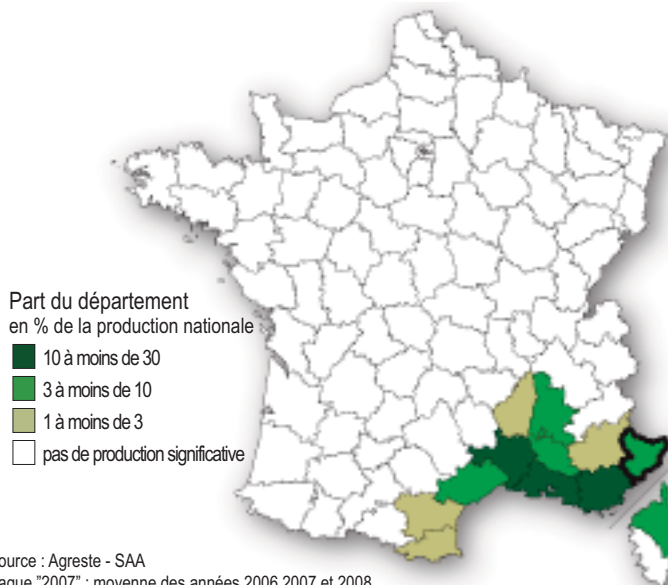 Part du département
en % de la production nationale
10 à moins de 30
3 à moins de 10
1 à moins de 3
pas de production significative
ource : Agreste - SAA
aque "2007" : moyenne des années 2006,2007 et 2008